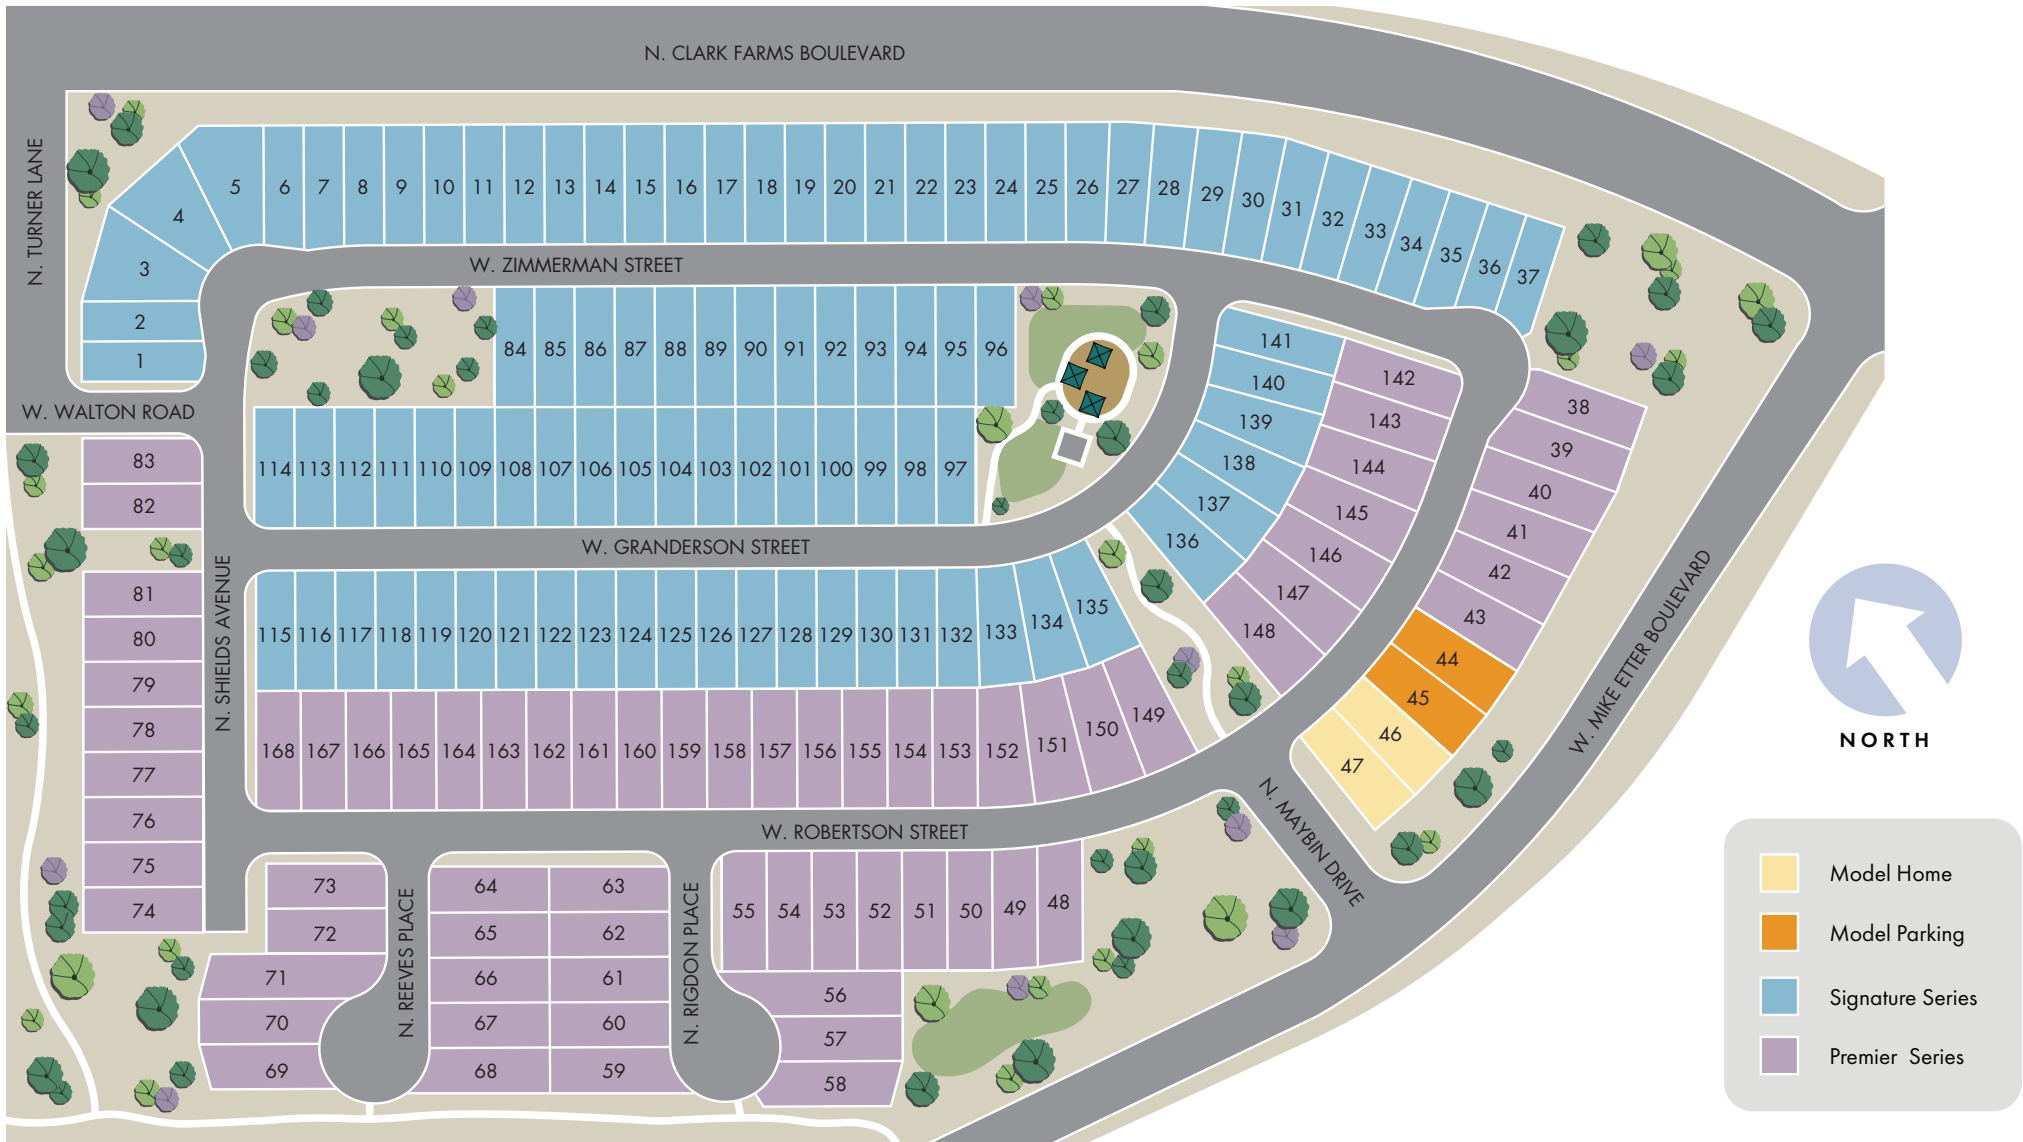 N. CLARK FARMS BOULEVARD
N. TURNER LANE
5 6 7 8 9 10 11 12 13 14 15 16 17 18 19 20 21 22 23 24 25 26 27 28 29 30 31 32 33 34 35 36 37
4
3
2
1
W. ZIMMERMAN STREET
W. WALTON ROAD
84 85 86 87 88 89 90 91 92 93 94 95 96
114 113 112 111 110 109 108 107 106 105 104 103 102 101 100 99 98 97
141
140
139
138
137
136
142
143
144
145
146
147
148
38
39
40
41
42
43
44
45
46
47
83
82
81
80
79
78
77
76
75
74
N. SHIELDS AVENUE
W. GRANDERSON STREET
115 116 117 118 119 120 121 122 123 124 125 126 127 128 129 130 131 132 133 134 135
168 167 166 165 164 163 162 161 160 159 158 157 156 155 154 153 152 151 150 149
W. MIKE ETTER BOULEVARD
N. MAYBIN DRIVE
W. ROBERTSON STREET
73
72
71
70
69
N. REEVES PLACE
64 63
65 62
66 61
67 60
68 59
N. RIGDON PLACE
55 54 53 52 51 50 49 48
56
57
58
NORTH
Model Home
Model Parking
Signature Series
Premier Series